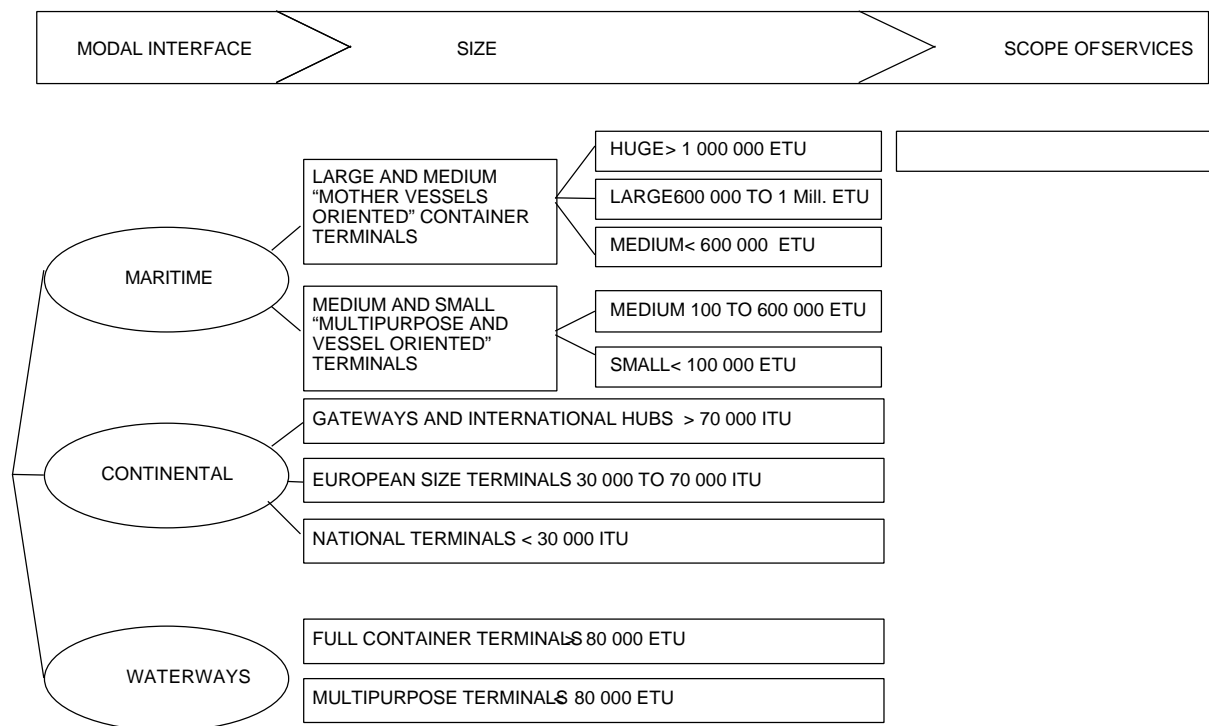 MODAL INTERFACE
SIZE
SCOPE OFSERVICES
HUGE> 1 000 000 ETU
LARGE AND MEDIUM
“MOTHER VESSELS
ORIENTED” CONTAINER
TERMINALS
LARGE600 000 TO 1 Mill. ETU
MEDIUM< 600 000 ETU
MARITIME
MEDIUM AND SMALL
“MULTIPURPOSE AND
VESSEL ORIENTED”
TERMINALS
MEDIUM 100 TO 600 000 ETU
SMALL< 100 000 ETU
GATEWAYS AND INTERNATIONAL HUBS > 70 000 ITU
CONTINENTAL
EUROPEAN SIZE TERMINALS 30 000 TO 70 000 ITU
NATIONAL TERMINALS < 30 000 ITU
FULL CONTAINER TERMINALS> 80 000 ETU
WATERWAYS
MULTIPURPOSE TERMINALS< 80 000 ETU